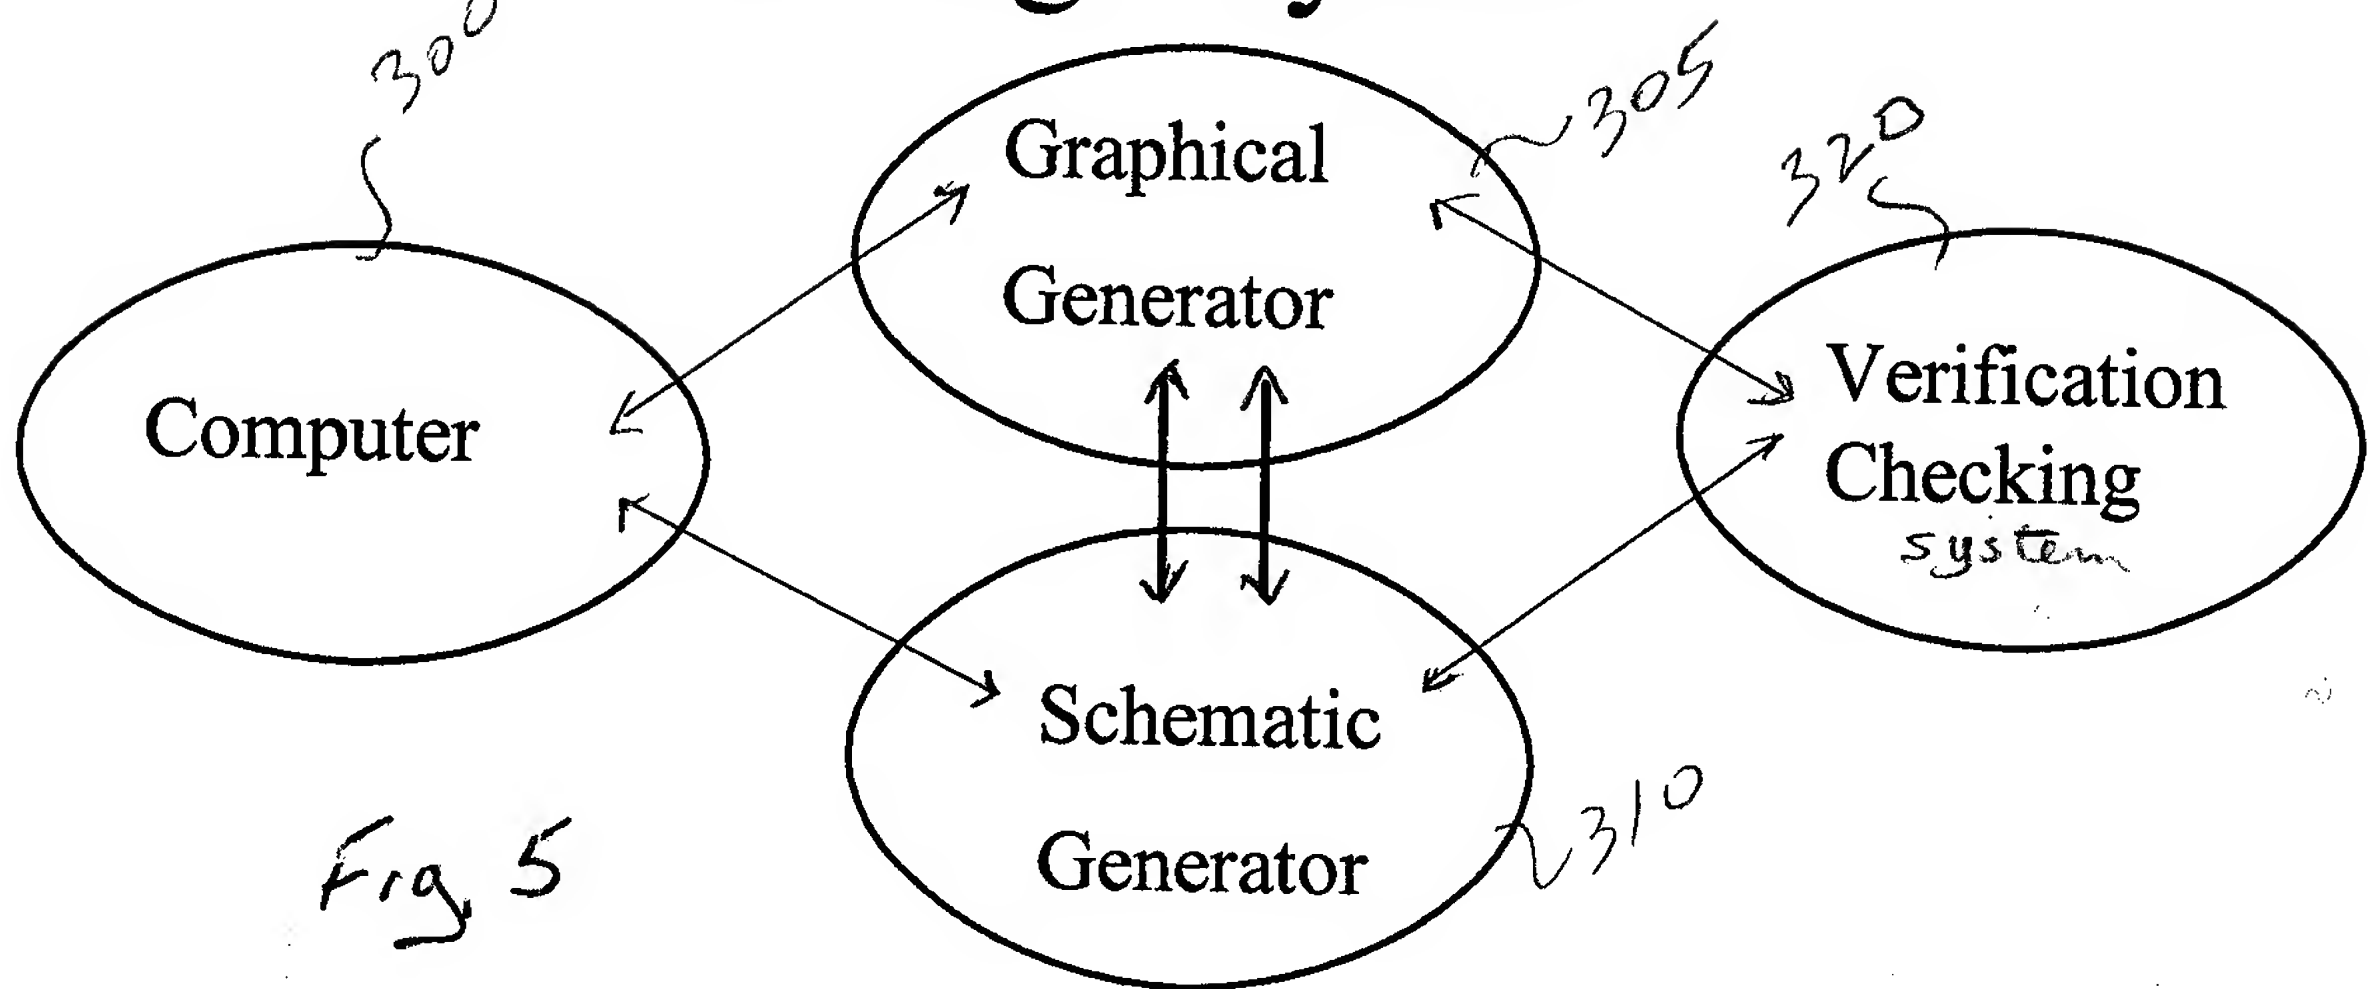 300
305
320
Graphical
Generator
Computer
Verification
Checking
system
Schematic
Generator
310
Fig. 5